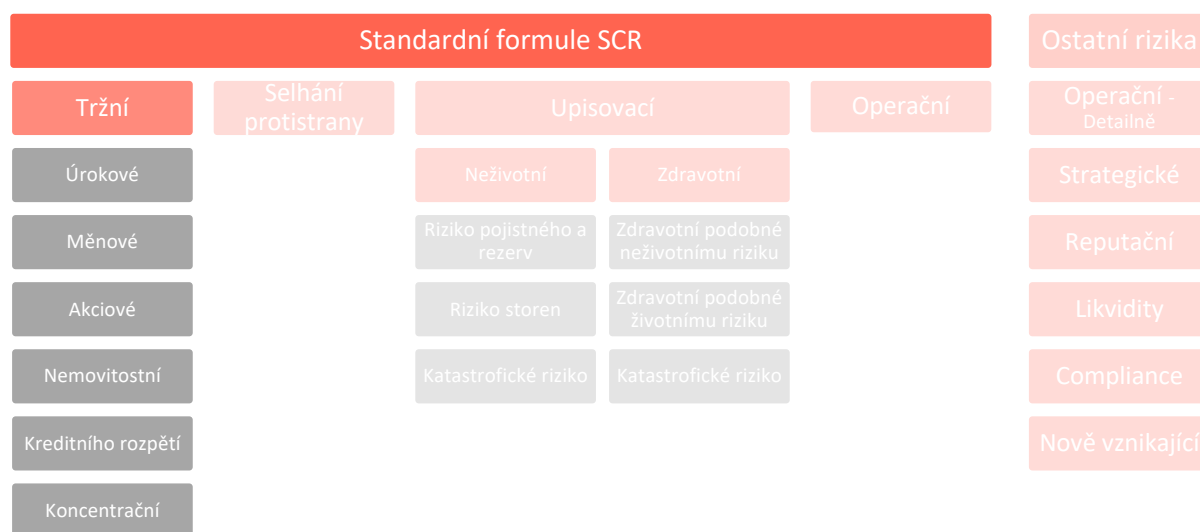 Standardní formule SCR
Ostatní rizika
Tržní
Selhání
protistrany
Upisovací
Operační
Operační -
Detailně
Úrokové
Neživotní
Zdravotní
Strategické
Měnové
Riziko pojistného a
rezerv
Zdravotní podobné
neživotnímu riziku
Reputační
Akciové
Riziko storen
Zdravotní podobné
životnímu riziku
Likvidity
Nemovitostní
Katastrofické riziko
Katastrofické riziko
Compliance
Kreditního rozpětí
Nově vznikající
Koncentrační